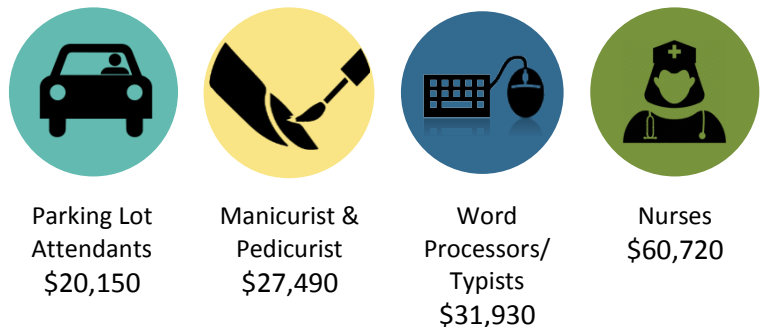 Parking Lot
Attendants
$20,150
Manicurist &
Pedicurist
$27,490
Word
Processors/
Typists
$31,930
Nurses
$60,720